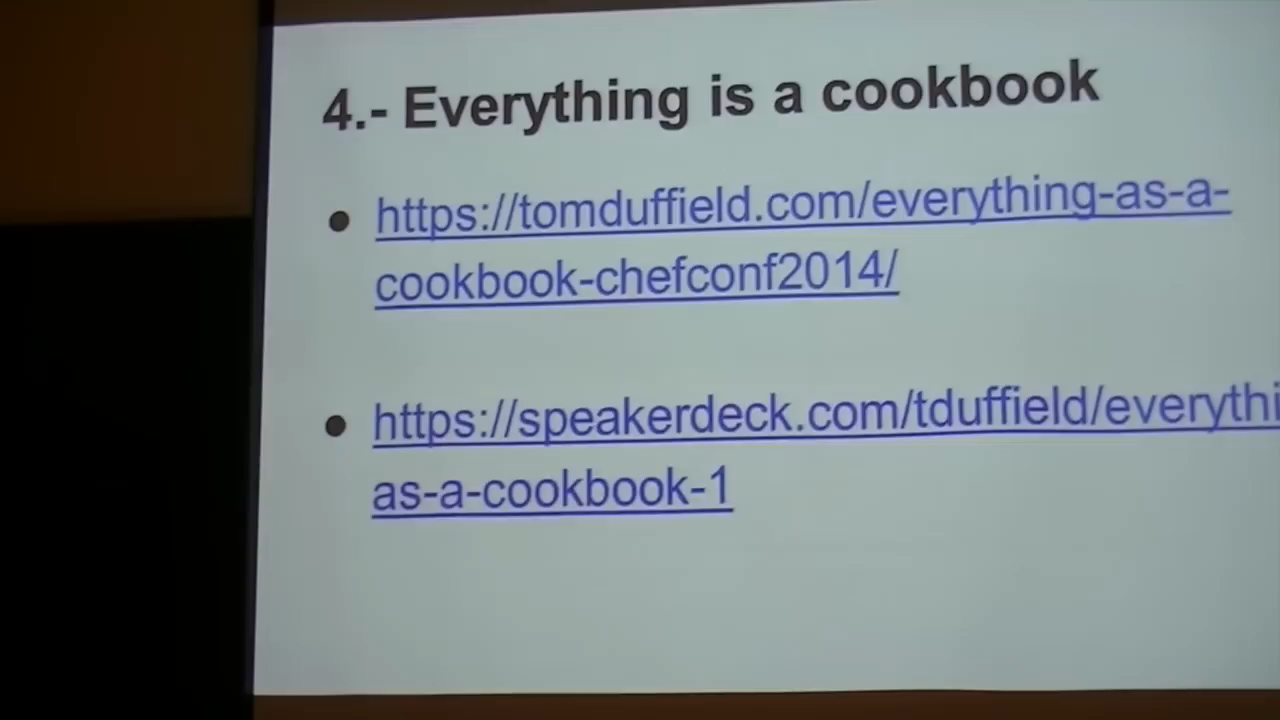 4.- Everything is a cookbook
• https://tomduffield.com/everything-as-a-
cookbook-chefconf2014/
• https://speakerdeck.com/tduffield/everythi
as-a-cookbook-1